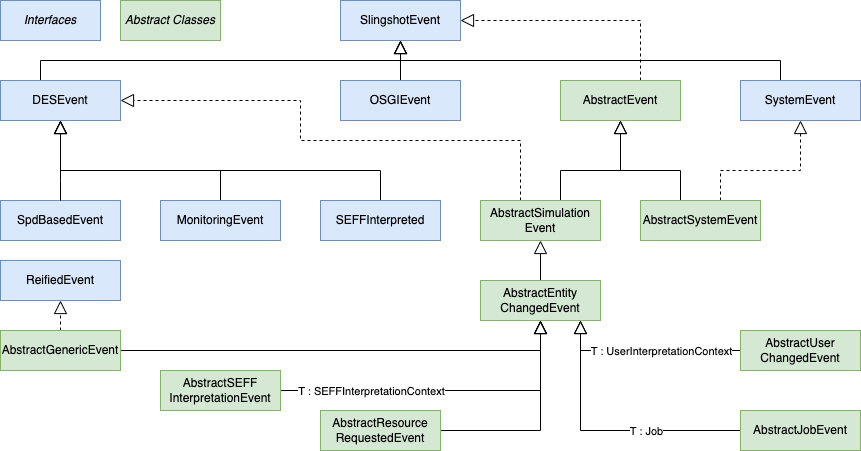 Interfaces
Abstract Classes
SlingshotEvent
DESEvent
OSGIEvent
AbstractEvent
SystemEvent
SpdBasedEvent
MonitoringEvent
SEFFInterpreted
AbstractSimulation
Event
AbstractSystemEvent
ReifiedEvent
AbstractEntity
ChangedEvent
AbstractGenericEvent
T : UserInterpretationContext
AbstractUser
ChangedEvent
AbstractSEFF
InterpretationEvent
T : SEFFInterpretationContext
AbstractResource
RequestedEvent
T : Job
AbstractJobEvent